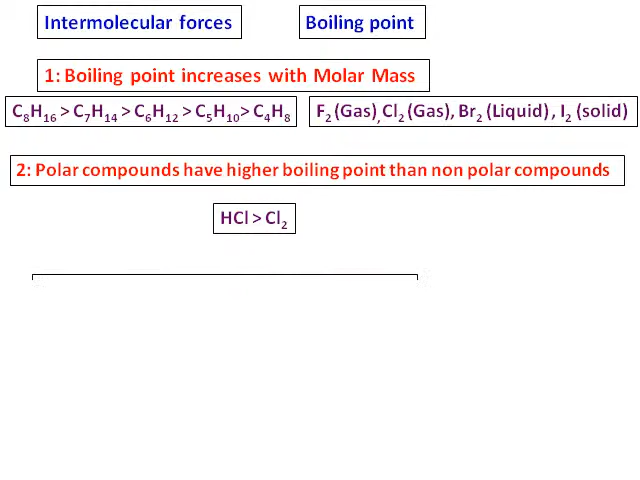 Intermolecular forces Boiling point
1: Boiling point increases with Molar Mass
C₈H₁₆ > C₇H₁₄ > C₆H₁₂ > C₅H₁₀> C₄H₈ F₂ (Gas), Cl₂ (Gas), Br₂ (Liquid) , I₂ (solid)
2: Polar compounds have higher boiling point than non polar compounds
HCl > Cl₂